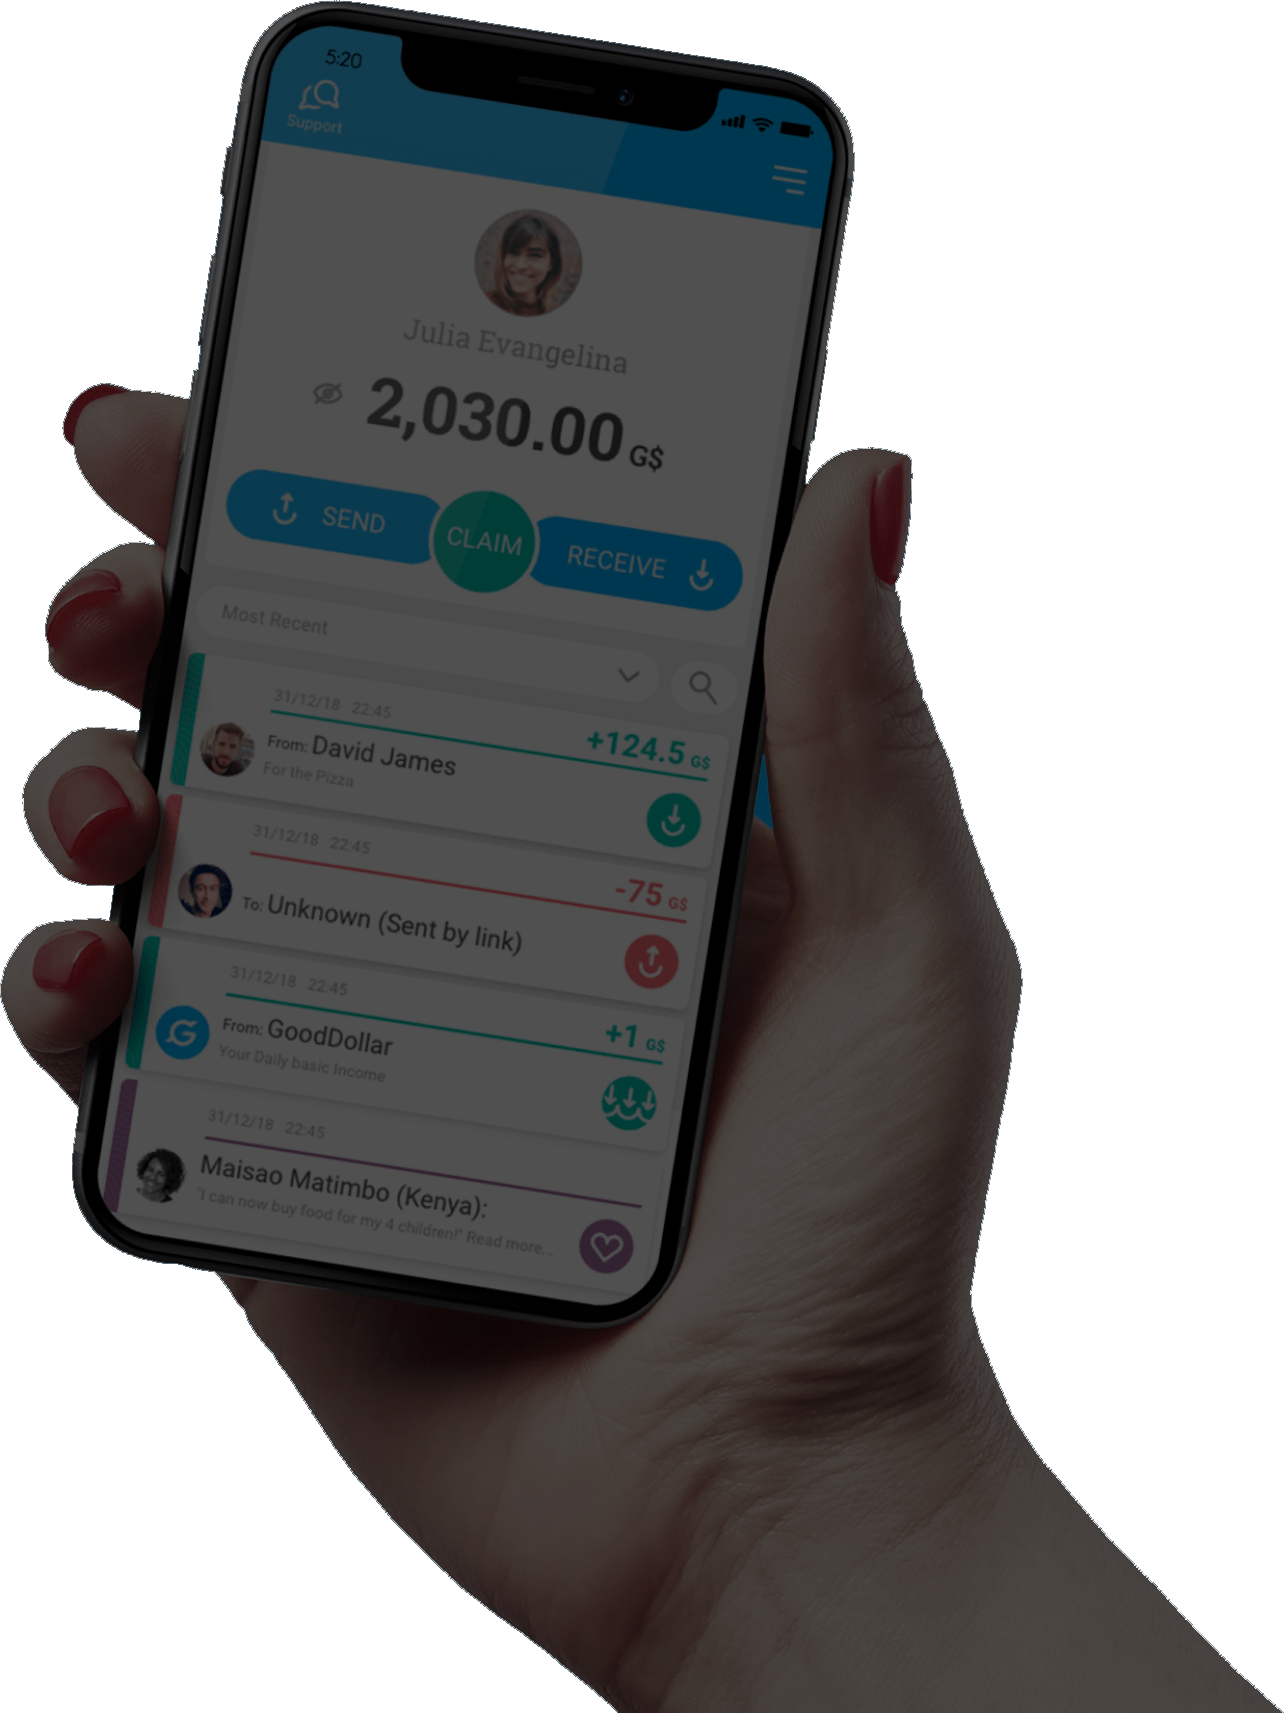 5:20
Support
Julia Evangelina
2,030.00 G$
SEND
CLAIM
RECEIVE
Most Recent
31/12/18 22:45
+124.5 G$
From: David James
For the Pizza
31/12/18 22:45
-75 G$
To: Unknown (Sent by link)
31/12/18 22:45
+1 G$
From: GoodDollar
Your Daily basic Income
31/12/18 22:45
Maisao Matimbo (Kenya):
"I can now buy food for my 4 children!" Read more...